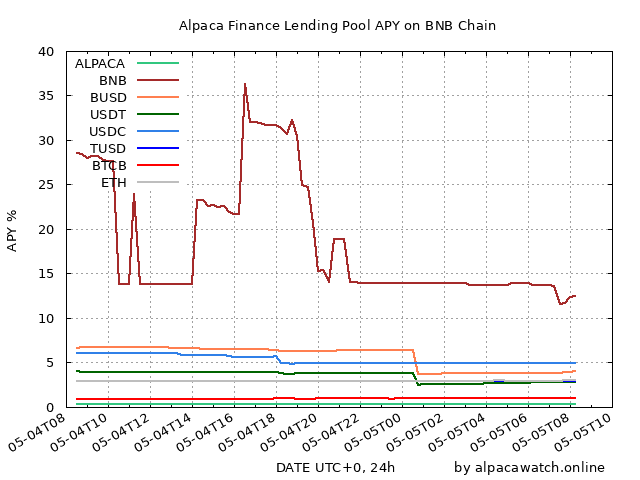 Alpaca Finance Lending Pool APY on BNB Chain
APY %
40
35
30
25
20
15
10
5
0
ALPACA
BNB
BUSD
USDT
USDC
TUSD
BTCB
ETH
05-04T08
05-04T10
05-04T12
05-04T14
05-04T16
05-04T18
05-04T20
05-04T22
05-05T00
05-05T02
05-05T04
05-05T06
05-05T08
05-05T10
DATE UTC+0, 24h
by alpacawatch.online